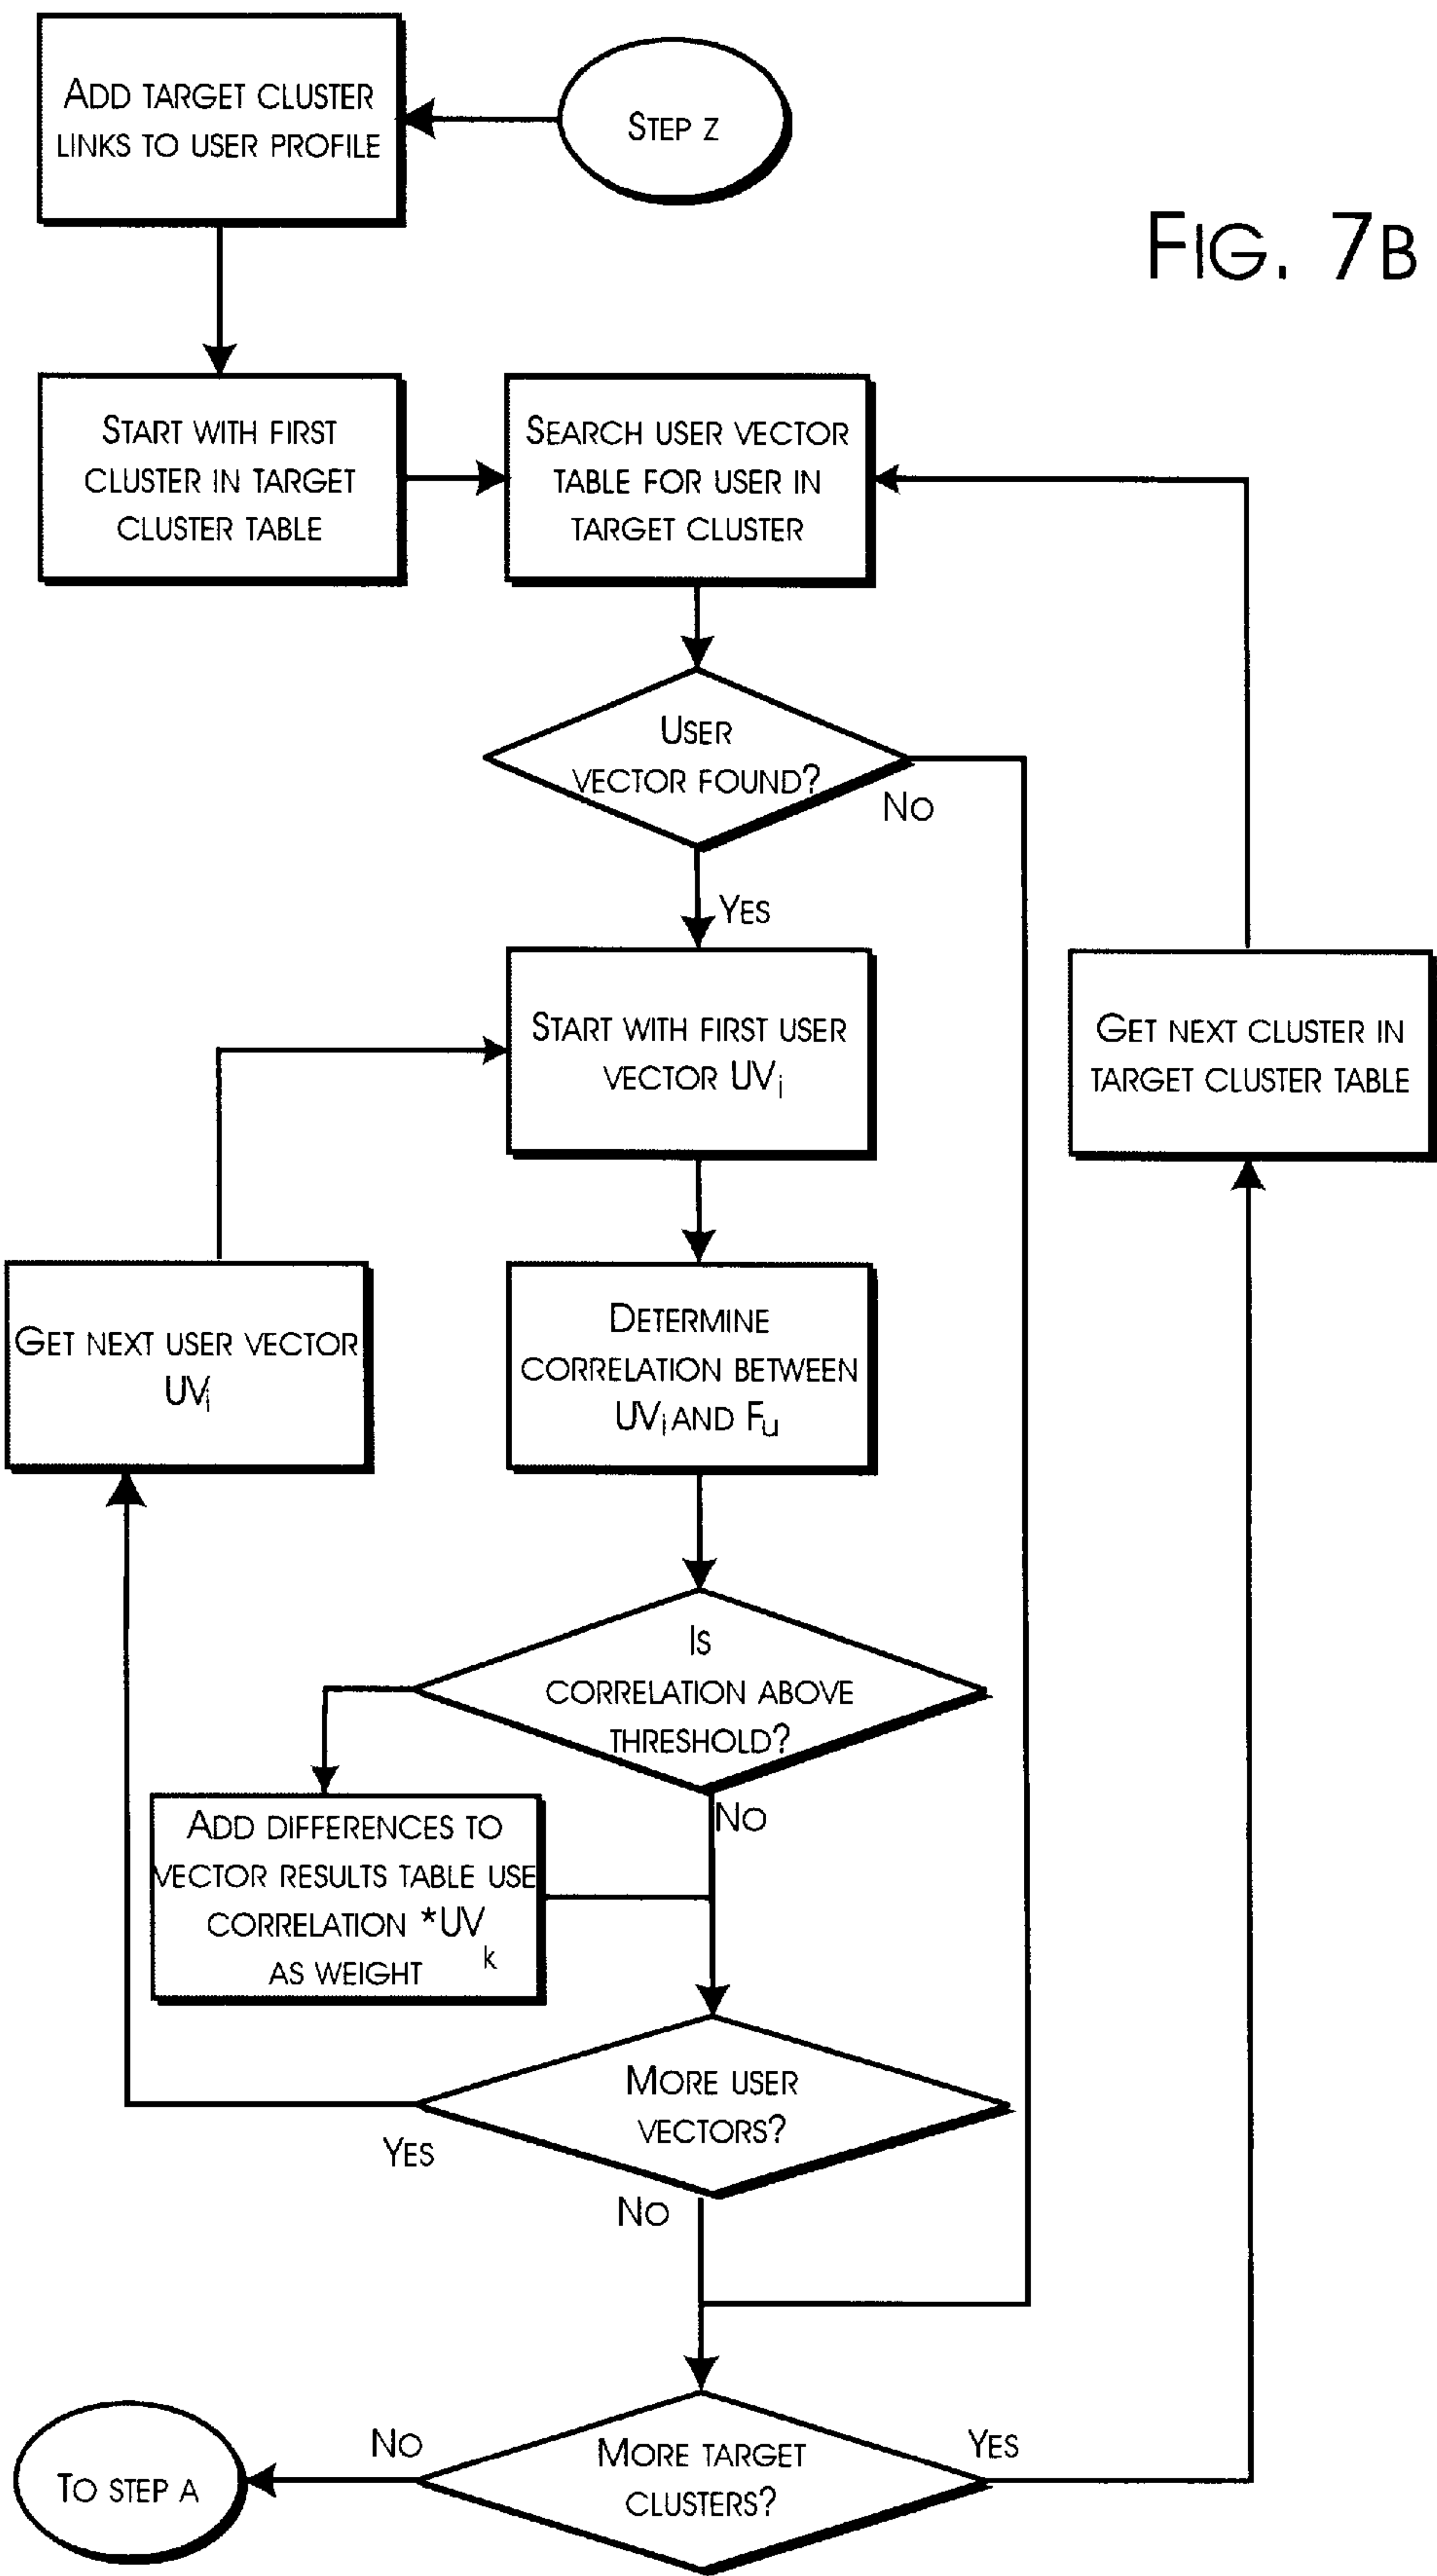 ADD TARGET CLUSTER
LINKS TO USER PROFILE
STEP Z
FIG. 7B
START WITH FIRST
CLUSTER IN TARGET
CLUSTER TABLE
SEARCH USER VECTOR
TABLE FOR USER IN
TARGET CLUSTER
USER
VECTOR FOUND?
NO
YES
START WITH FIRST USER
VECTOR UVi
GET NEXT CLUSTER IN
TARGET CLUSTER TABLE
GET NEXT USER VECTOR
UVi
DETERMINE
CORRELATION BETWEEN
UVi AND Fu
IS
CORRELATION ABOVE
THRESHOLD?
NO
ADD DIFFERENCES TO
VECTOR RESULTS TABLE USE
CORRELATION *UVk
AS WEIGHT
MORE USER
VECTORS?
YES
NO
MORE TARGET
CLUSTERS?
NO
YES
TO STEP A